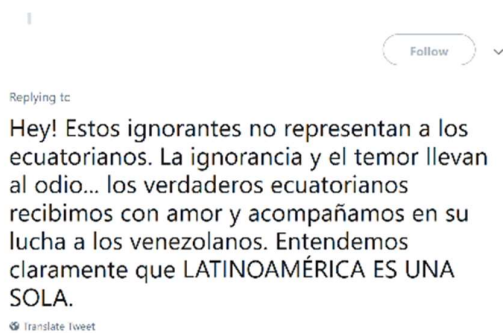 Follow
Replying tc
Hey! Estos ignorantes no representan a los
ecuatorianos. La ignorancia y el temor llevan
al odio... los verdaderos ecuatorianos
recibimos con amor y acompañamos en su
lucha a los venezolanos. Entendemos
claramente que LATINOAMÉRICA ES UNA
SOLA.
Translate Tweet